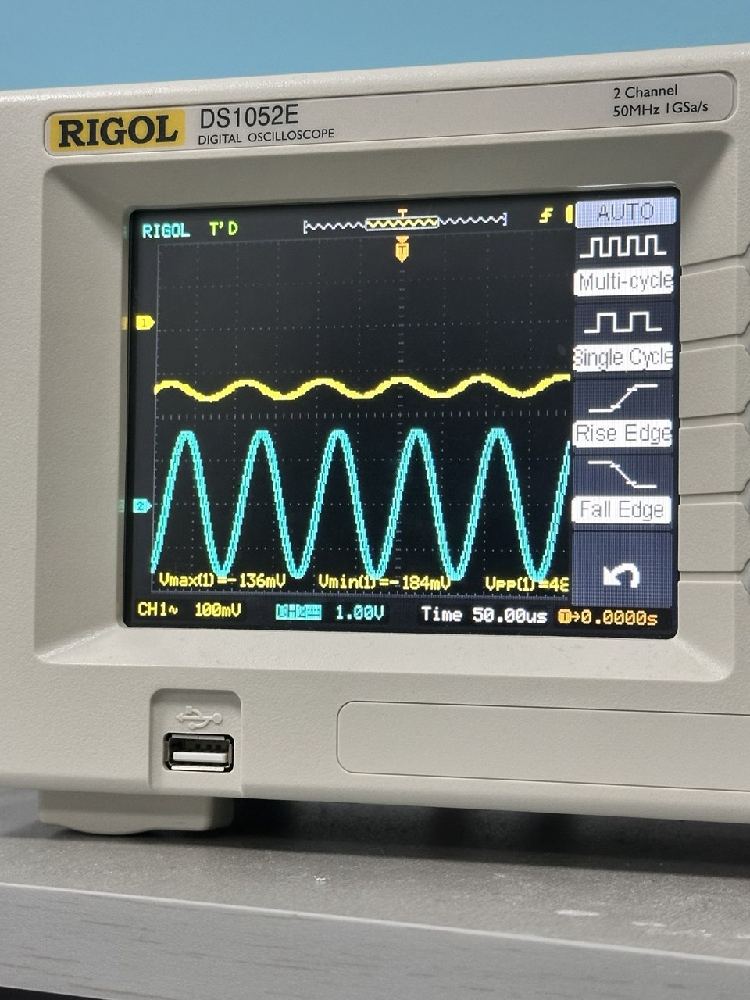 RIGOL
DS1052E
DIGITAL OSCILLOSCOPE
2 Channel
50MHz 1GSa/s
RIGOL T'D
T
T
AUTO
Multi-cycle
1
Single Cycle
Rise Edge
2
Fall Edge
Vmax(1)=-136mV Vmin(1)=-184mV Vpp(1)=48
CH1~ 100mV CH2 1.00V Time 50.00us T→0.0000s